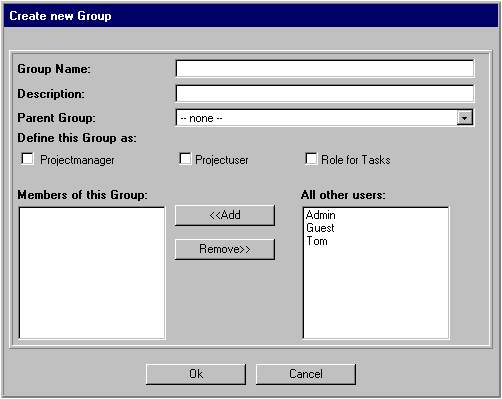 Create new Group
Group Name:
Description:
Parent Group:
-- none --
Define this Group as:
Projectmanager
Projectuser
Role for Tasks
Members of this Group:
<<Add
Remove>>
All other users:
Admin
Guest
Tom
Ok
Cancel